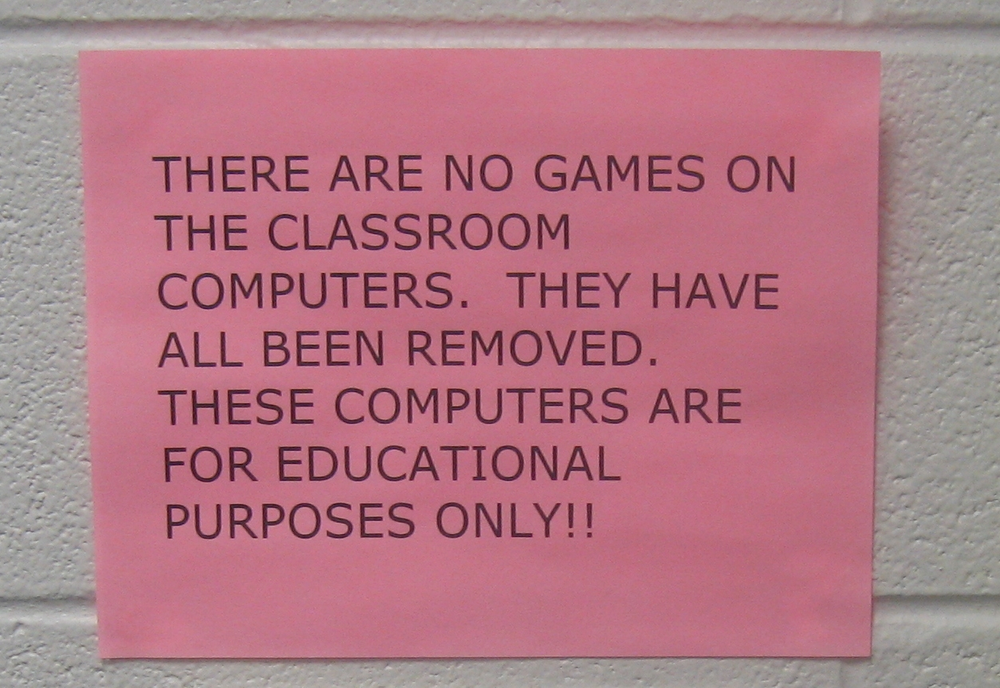 THERE ARE NO GAMES ON
THE CLASSROOM
COMPUTERS.  THEY HAVE
ALL BEEN REMOVED.
THESE COMPUTERS ARE
FOR EDUCATIONAL
PURPOSES ONLY!!